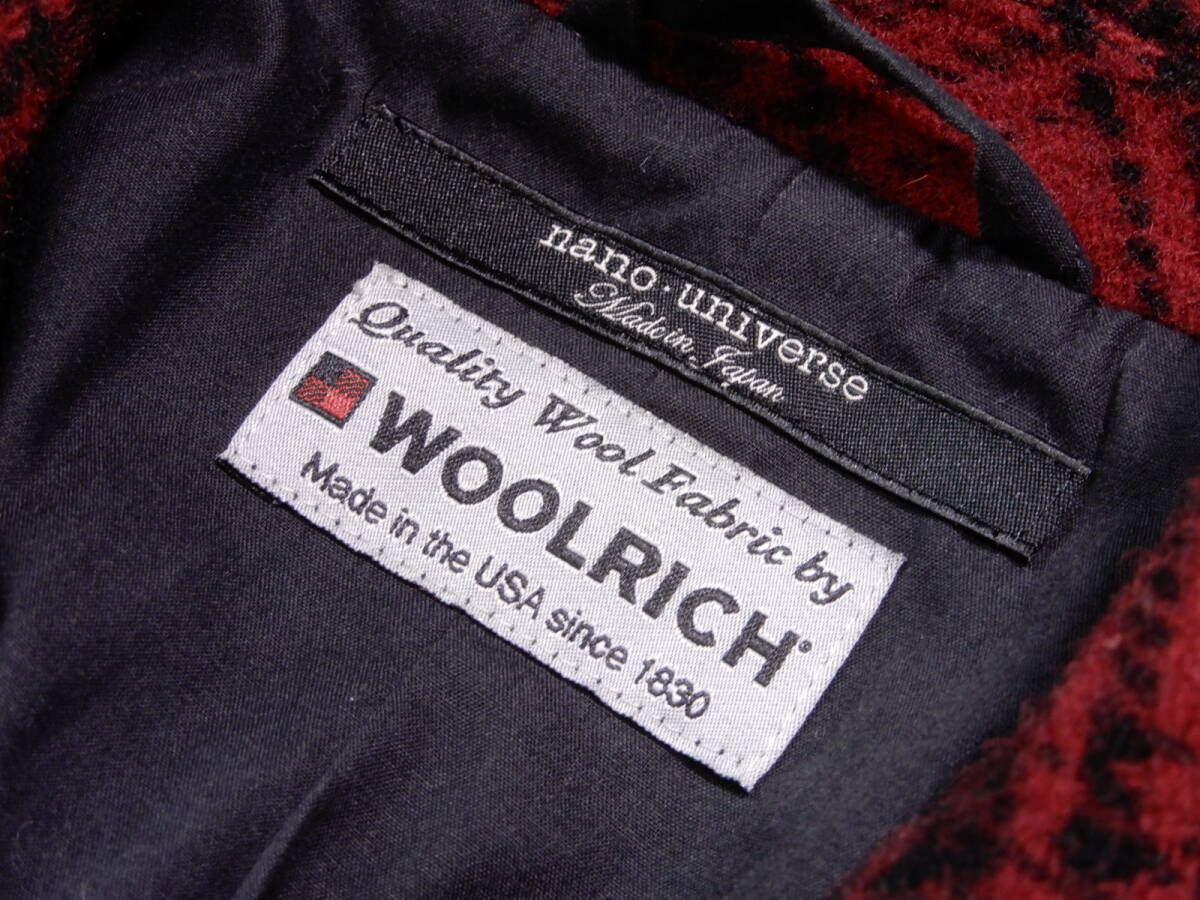 nano·universe
Made in Japan
Quality Wool Fabric by
WOOLRICH®
Made in the USA since 1830